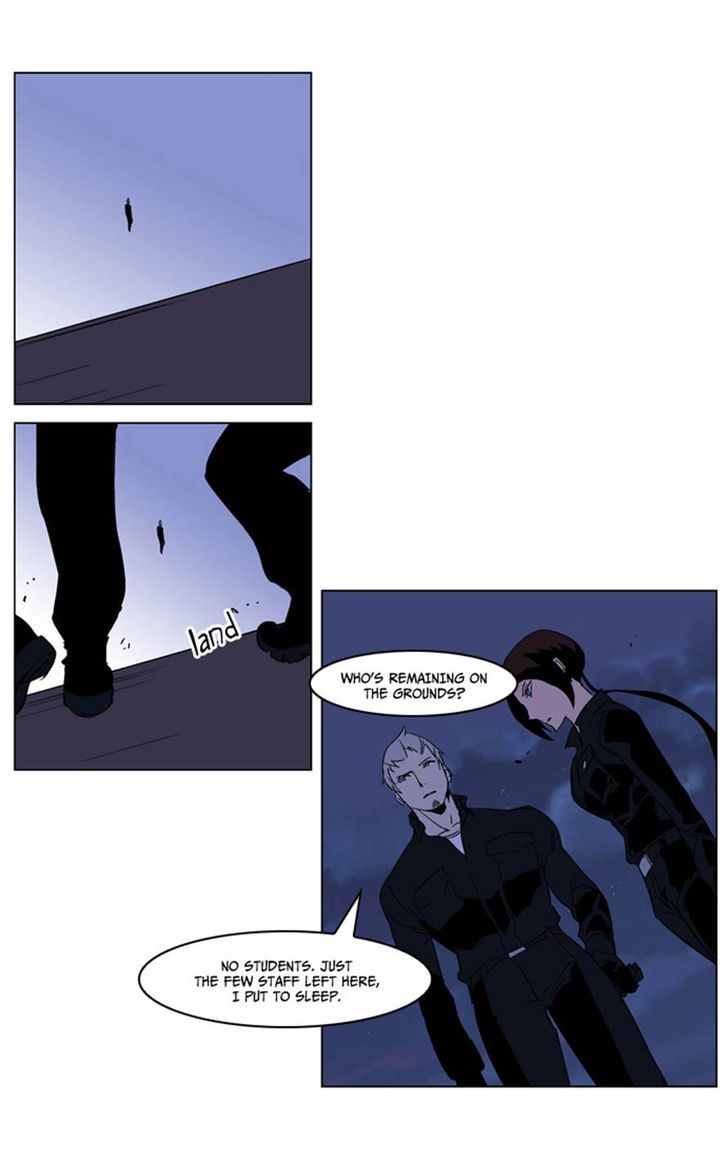 land
WHO'S REMAINING ON
THE GROUNDS?
NO STUDENTS. JUST
THE FEW STAFF LEFT HERE,
I PUT TO SLEEP.